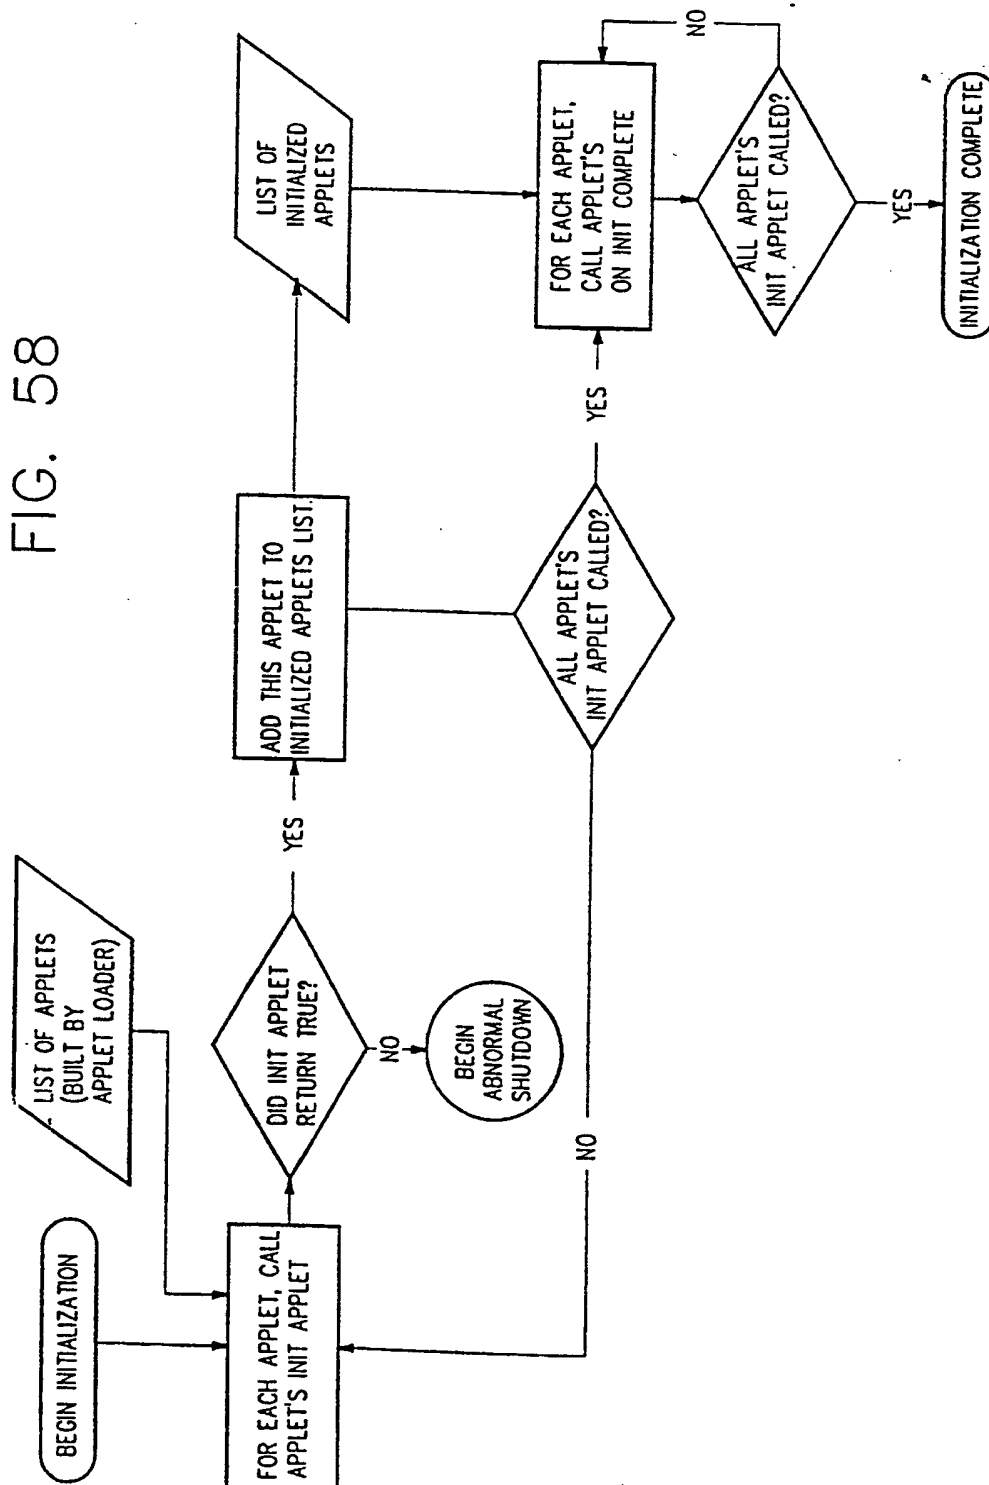 FIG. 58
BEGIN INITIALIZATION
LIST OF APPLETS
(BUILT BY
APPLET LOADER)
FOR EACH APPLET, CALL
APPLET'S INIT APPLET
DID INIT APPLET
RETURN TRUE?
NO
BEGIN
ABNORMAL
SHUTDOWN
YES
ADD THIS APPLET TO
INITIALIZED APPLETS LIST.
LIST OF
INITIALIZED
APPLETS
ALL APPLET'S
INIT APPLET CALLED?
NO
YES
FOR EACH APPLET,
CALL APPLET'S
ON INIT COMPLETE
ALL APPLET'S
INIT APPLET CALLED?
NO
YES
INITIALIZATION COMPLETE